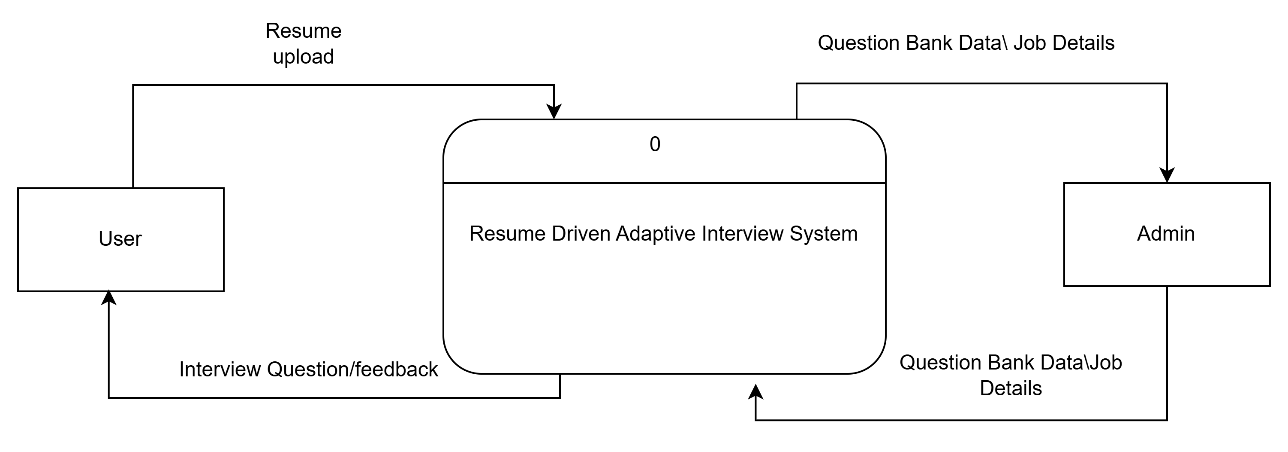 Resume
upload
Question Bank Data\ Job Details
0
User
Resume Driven Adaptive Interview System
Admin
Interview Question/feedback
Question Bank Data\Job
Details